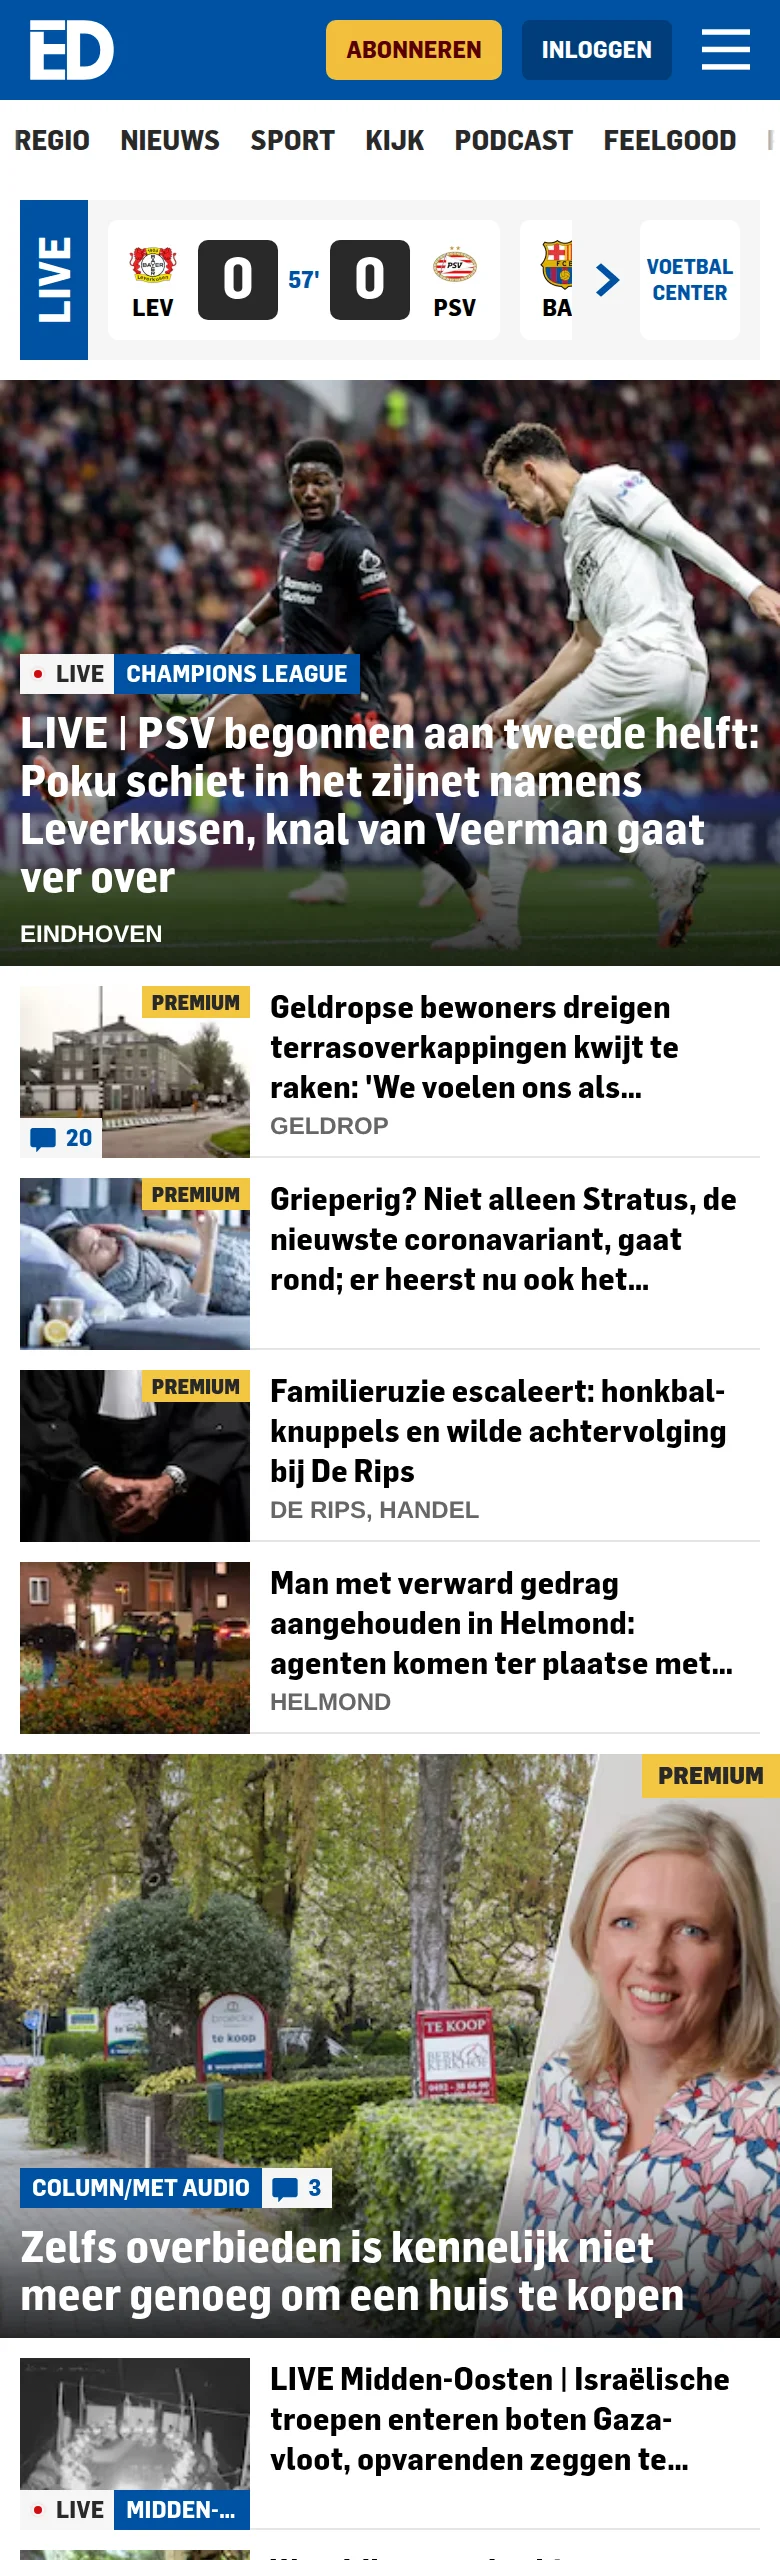 ED
ABONNEREN
INLOGGEN
REGIO NIEUWS SPORT KIJK PODCAST FEELGOOD
LIVE
LEV 0 57' 0 PSV
BA
VOETBAL
CENTER
LIVE CHAMPIONS LEAGUE
LIVE | PSV begonnen aan tweede helft:
Poku schiet in het zijnet namens
Leverkusen, knal van Veerman gaat
ver over
EINDHOVEN
PREMIUM
20
Geldropse bewoners dreigen
terrasoverkappingen kwijt te
raken: 'We voelen ons als...
GELDROP
PREMIUM
Grieperig? Niet alleen Stratus, de
nieuwste coronavariant, gaat
rond; er heerst nu ook het...
PREMIUM
Familieruzie escaleert: honkbal-
knuppels en wilde achtervolging
bij De Rips
DE RIPS, HANDEL
Man met verward gedrag
aangehouden in Helmond:
agenten komen ter plaatse met...
HELMOND
PREMIUM
te koop
TE KOOP
COLUMN/MET AUDIO 3
Zelfs overbieden is kennelijk niet
meer genoeg om een huis te kopen
LIVE Midden-Oosten | Israëlische
troepen enteren boten Gaza-
vloot, opvarenden zeggen te...
LIVE MIDDEN-...